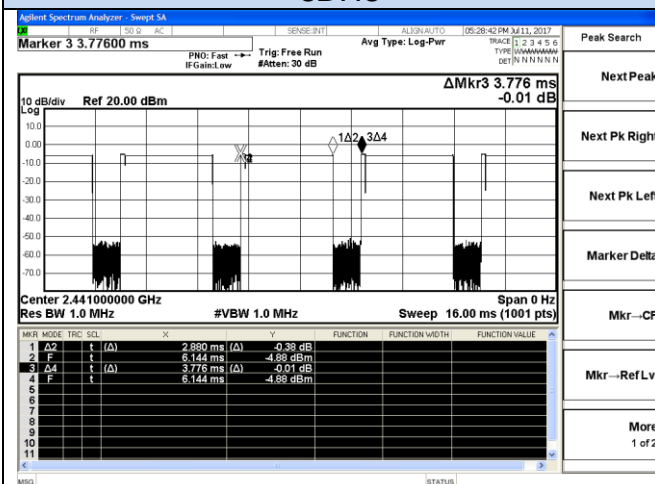 Agilent Spectrum Analyzer - Swept SA
RF 50 Ω AC SENSE:INT ALIGN AUTO 05:28:42 PM Jul 11, 2017
Marker 3 3.77600 ms
PNO: Fast
IFGain:Low
Trig: Free Run
#Atten: 30 dB
Avg Type: Log-Pwr
TRACE 1 2 3 4 5 6
TYPE
DET N N N N N N
Peak Search
ΔMkr3 3.776 ms
-0.01 dB
10 dB/div Ref 20.00 dBm
Log
10.0
0.00
-10.0
-20.0
-30.0
-40.0
-50.0
-60.0
-70.0
1Δ2 3Δ4
Center 2.441000000 GHz Span 0 Hz
Res BW 1.0 MHz #VBW 1.0 MHz Sweep 16.00 ms (1001 pts)
MKR MODE TRC SCL X Y FUNCTION FUNCTION WIDTH FUNCTION VALUE
1 Δ2 t (Δ) 2.880 ms (Δ) -0.38 dB
2 F t 6.144 ms -4.88 dBm
3 Δ4 t (Δ) 3.776 ms (Δ) -0.01 dB
4 F t 6.144 ms -4.88 dBm
5
6
7
8
9
10
11
MSG STATUS
Next Peak
Next Pk Right
Next Pk Left
Marker Delta
Mkr→CF
Mkr→Ref Lv
More
1 of 2